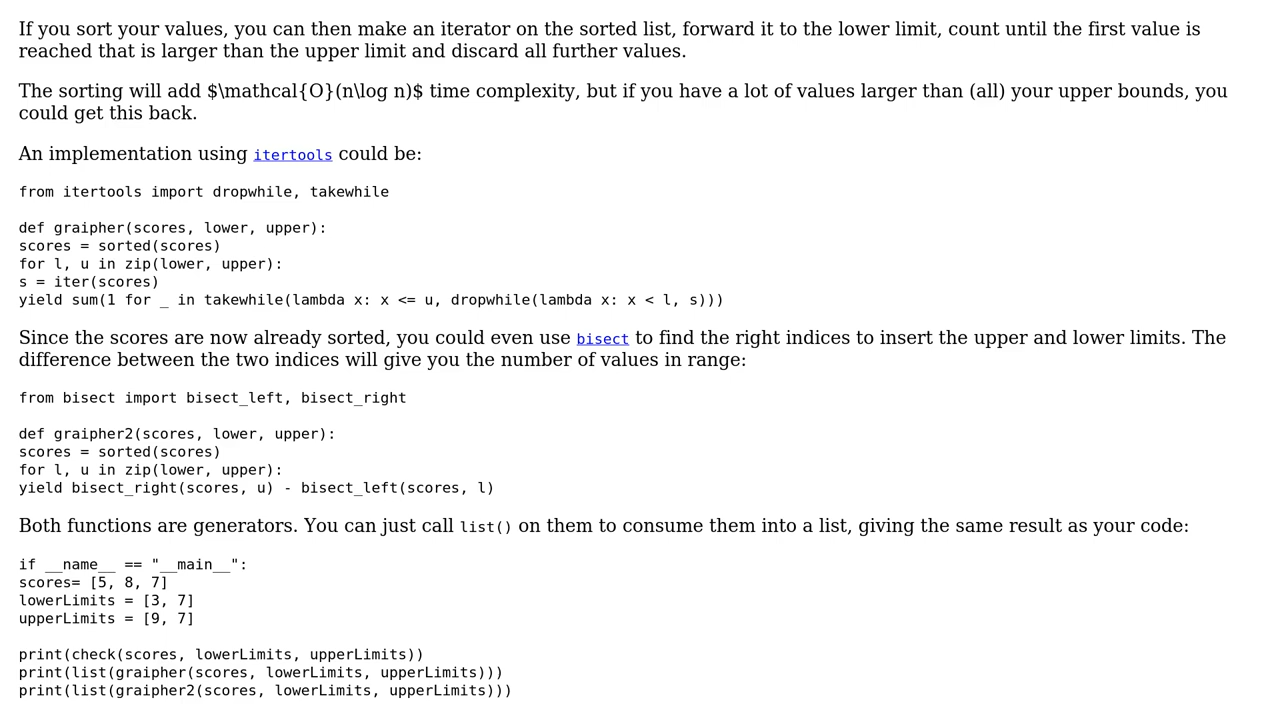 If you sort your values, you can then make an iterator on the sorted list, forward it to the lower limit, count until the first value is
reached that is larger than the upper limit and discard all further values.
The sorting will add $\mathcal{O}(n\log n)$ time complexity, but if you have a lot of values larger than (all) your upper bounds, you
could get this back.
An implementation using itertools could be:
from itertools import dropwhile, takewhile
def graipher(scores, lower, upper):
scores = sorted(scores)
for l, u in zip(lower, upper):
s = iter(scores)
yield sum(1 for _ in takewhile(lambda x: x <= u, dropwhile(lambda x: x < l, s)))
Since the scores are now already sorted, you could even use bisect to find the right indices to insert the upper and lower limits. The
difference between the two indices will give you the number of values in range:
from bisect import bisect_left, bisect_right
def graipher2(scores, lower, upper):
scores = sorted(scores)
for l, u in zip(lower, upper):
yield bisect_right(scores, u) - bisect_left(scores, l)
Both functions are generators. You can just call list() on them to consume them into a list, giving the same result as your code:
if __name__ == "__main__":
scores= [5, 8, 7]
lowerLimits = [3, 7]
upperLimits = [9, 7]
print(check(scores, lowerLimits, upperLimits))
print(list(graipher(scores, lowerLimits, upperLimits)))
print(list(graipher2(scores, lowerLimits, upperLimits)))